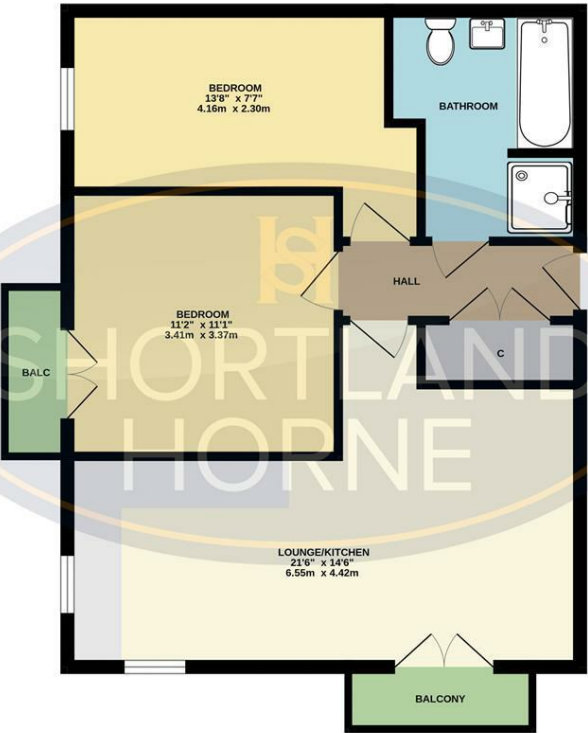 BEDROOM
13'8" x 7'7"
4.16m x 2.30m
BATHROOM
HALL
BEDROOM
11'2" x 11'1"
3.41m x 3.37m
BALC
C
SHORTLAND
HORNE
LOUNGE/KITCHEN
21'6" x 14'6"
6.55m x 4.42m
BALCONY